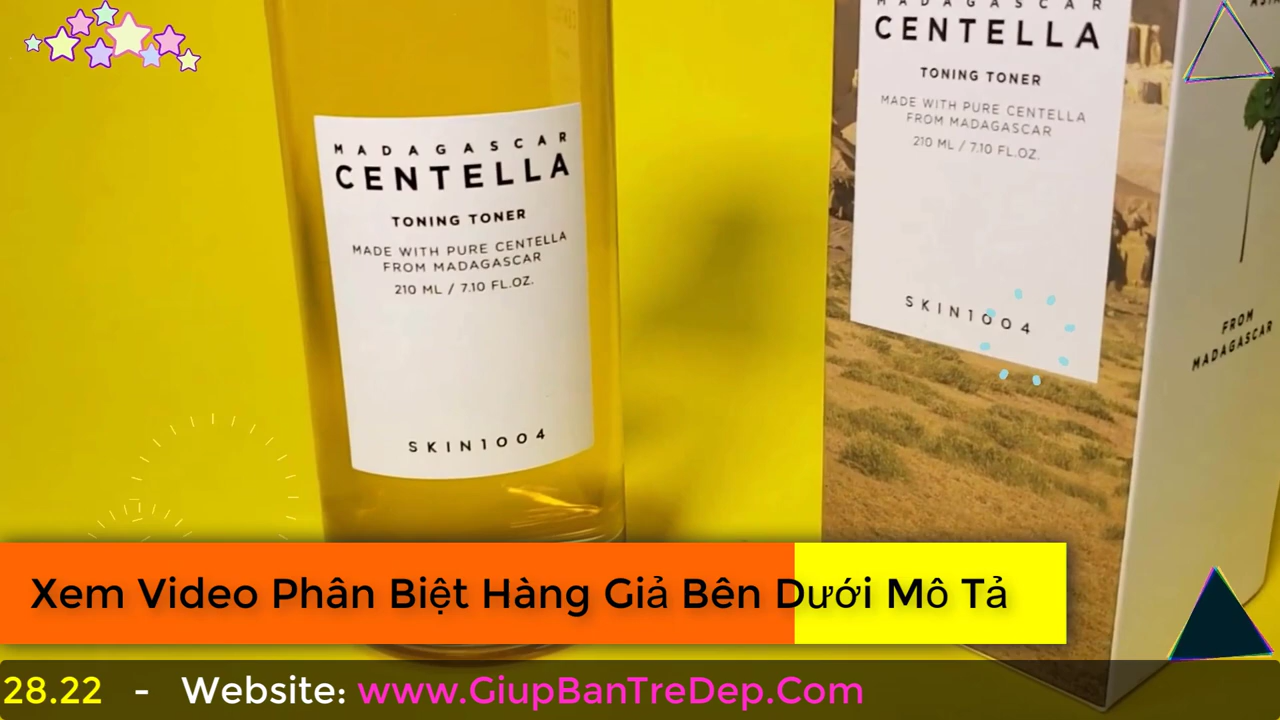 MADAGASCAR
CENTELLA
TONING TONER
MADE WITH PURE CENTELLA
FROM MADAGASCAR
210 ML / 7.10 FL.OZ.
SKIN1004
MADAGASCAR
CENTELLA
TONING TONER
MADE WITH PURE CENTELLA
FROM MADAGASCAR
210 ML / 7.10 FL.OZ.
SKIN1004
FROM
MADAGASCAR
Xem Video Phân Biệt Hàng Giả Bên Dưới Mô Tả
28.22 - Website: www.GiupBanTreDep.Com